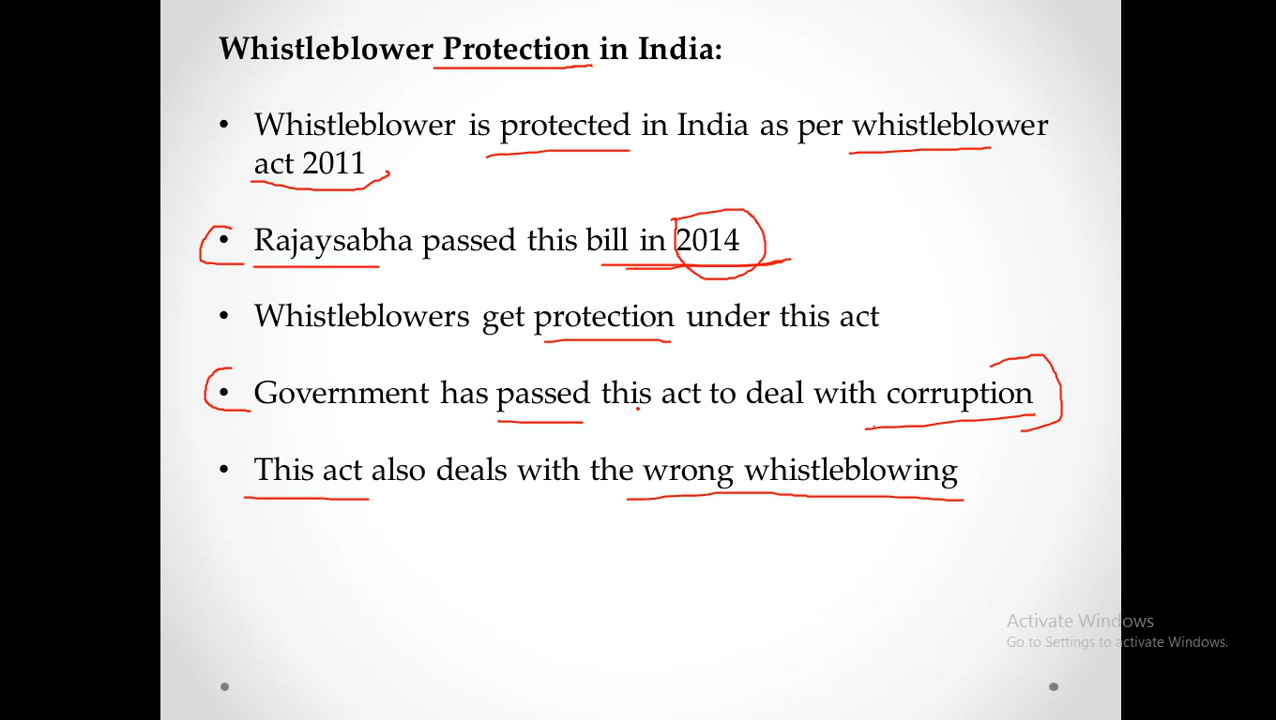 Whistleblower Protection in India:
• Whistleblower is protected in India as per whistleblower
act 2011
• Rajaysabha passed this bill in 2014
• Whistleblowers get protection under this act
• Government has passed this act to deal with corruption
• This act also deals with the wrong whistleblowing
Activate Windows
Go to Settings to activate Windows.